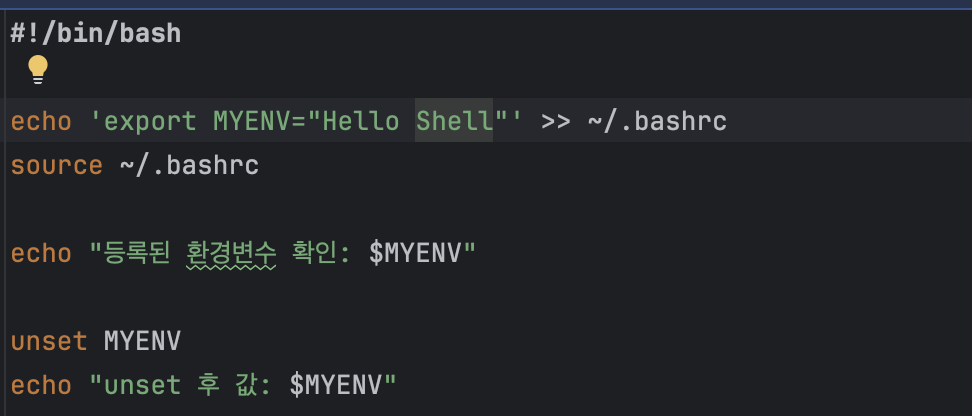 #!/bin/bash
echo 'export MYENV="Hello Shell"' >> ~/.bashrc
source ~/.bashrc
echo "등록된 환경변수 확인: $MYENV"
unset MYENV
echo "unset 후 값: $MYENV"